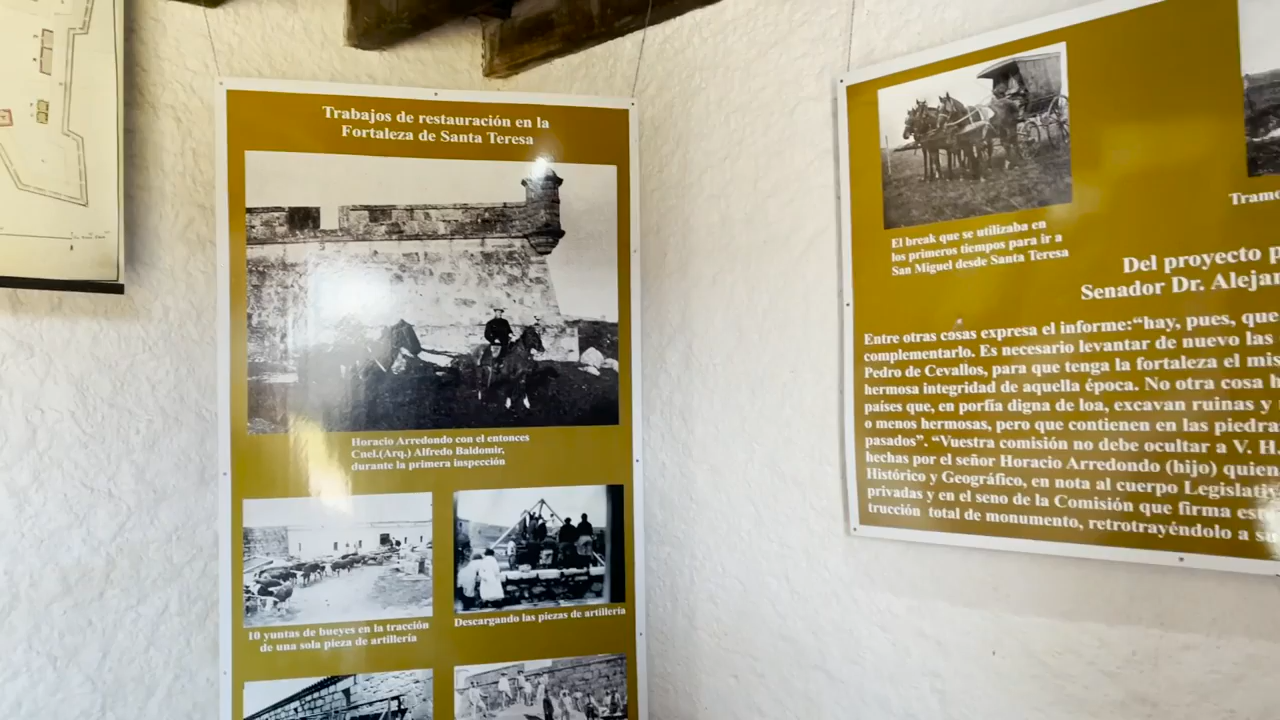 Trabajos de restauración en la
Fortaleza de Santa Teresa
Horacio Arredondo con el entonces
Cnel.(Arq.) Alfredo Baldomir,
durante la primera inspección
10 yuntas de bueyes en la tracción
de una sola pieza de artillería
Descargando las piezas de artillería
El break que se utilizaba en
los primeros tiempos para ir a
San Miguel desde Santa Teresa
Del proyecto
Senador Dr.
Entre otras cosas expresa el informe:“hay, pues, que
complementarlo. Es necesario levantar de nuevo las
Pedro de Cevallos, para que tenga la fortaleza el
hermosa integridad de aquella época. No otra cosa
países que, en porfía digna de loa, excavan ruinas y
o menos hermosas, pero que contienen en las
pasados”. “Vuestra comisión no debe ocultar a V. H.
hechas por el señor Horacio Arredondo (hijo)
Histórico y Geográfico, en nota al cuerpo
privadas y en el seno de la Comisión que firma
trucción total de monumento, retrotrayéndolo a